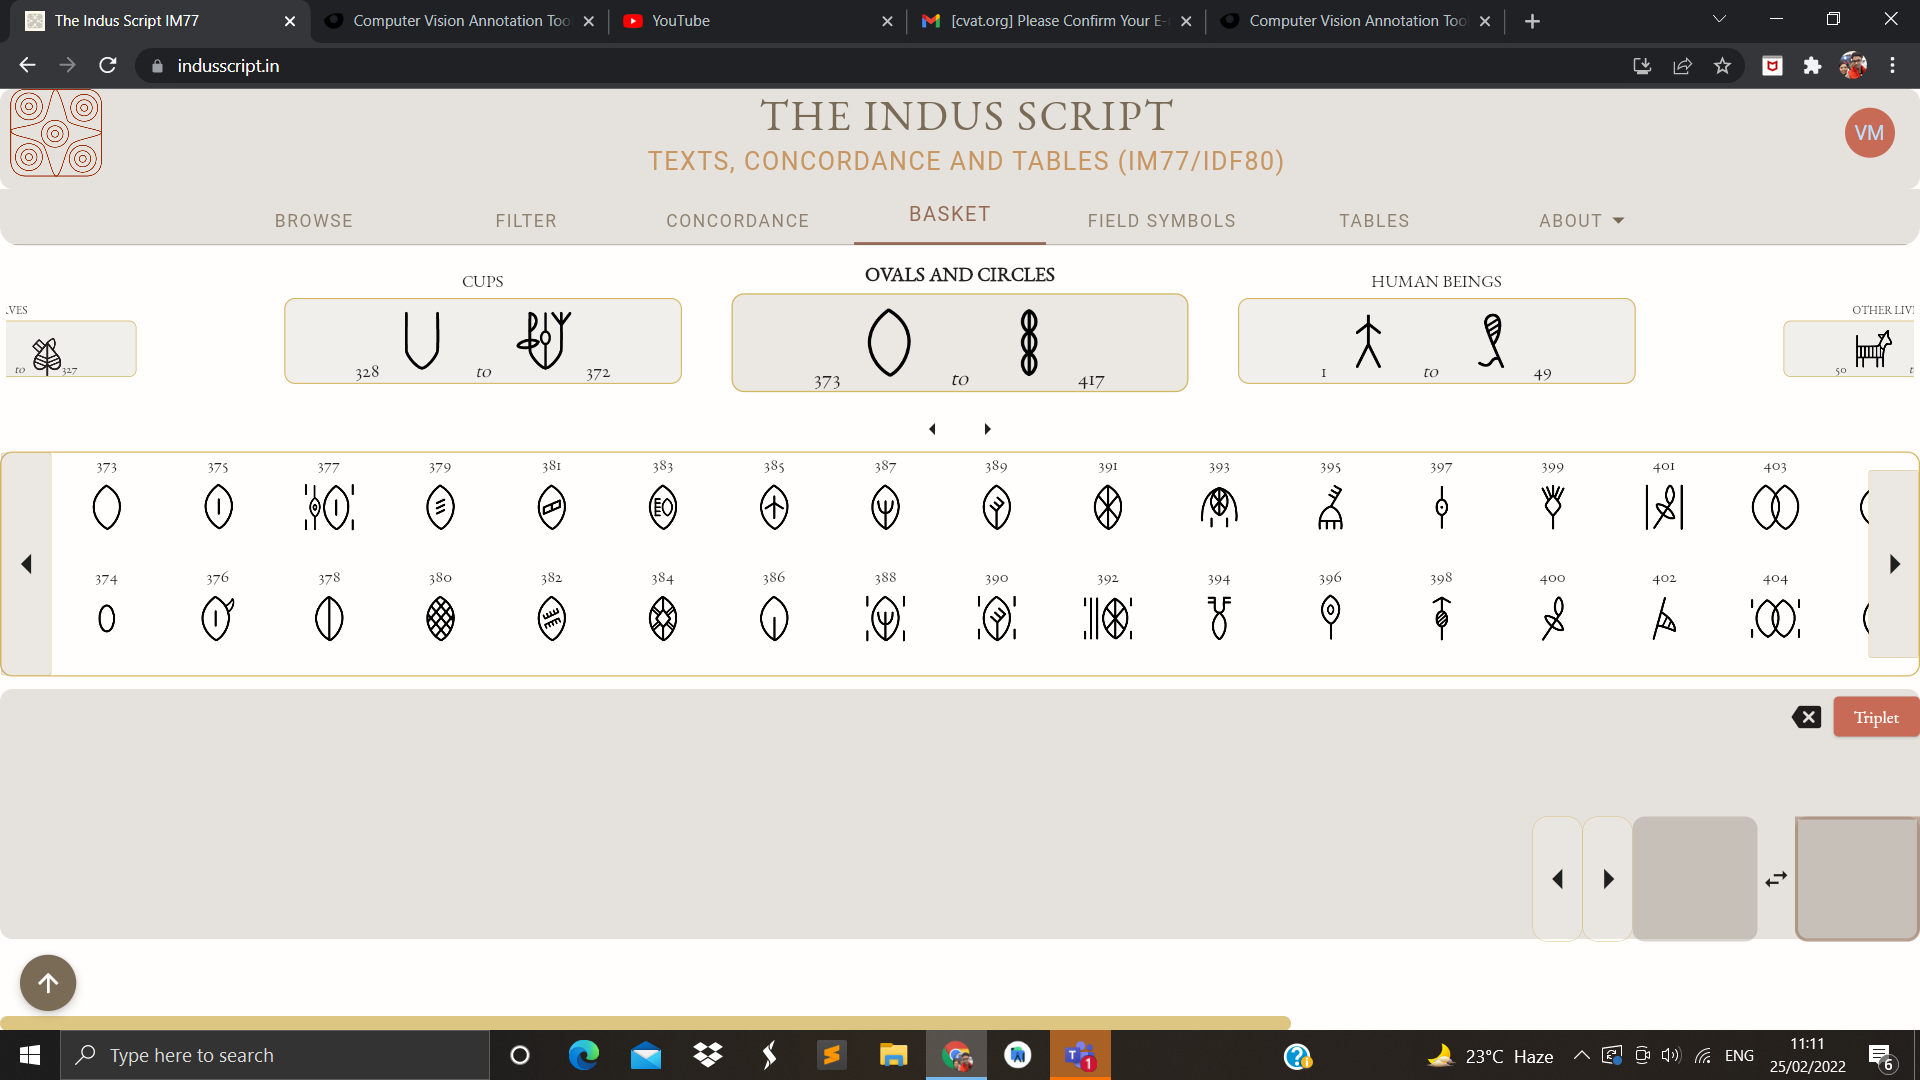 The Indus Script IM77
Computer Vision Annotation Too
YouTube
[cvat.org] Please Confirm Your E-
Computer Vision Annotation Too
indusscript.in
THE INDUS SCRIPT
TEXTS, CONCORDANCE AND TABLES (IM77/IDF80)
VM
BROWSE FILTER CONCORDANCE BASKET FIELD SYMBOLS TABLES ABOUT
CUPS OVALS AND CIRCLES HUMAN BEINGS
to 327
328 to 372
373 to 417
1 to 49
50
373 375 377 379 381 383 385 387 389 391 393 395 397 399 401 403
374 376 378 380 382 384 386 388 390 392 394 396 398 400 402 404
Triplet
Type here to search
1
23°C Haze
ENG
11:11
25/02/2022
6